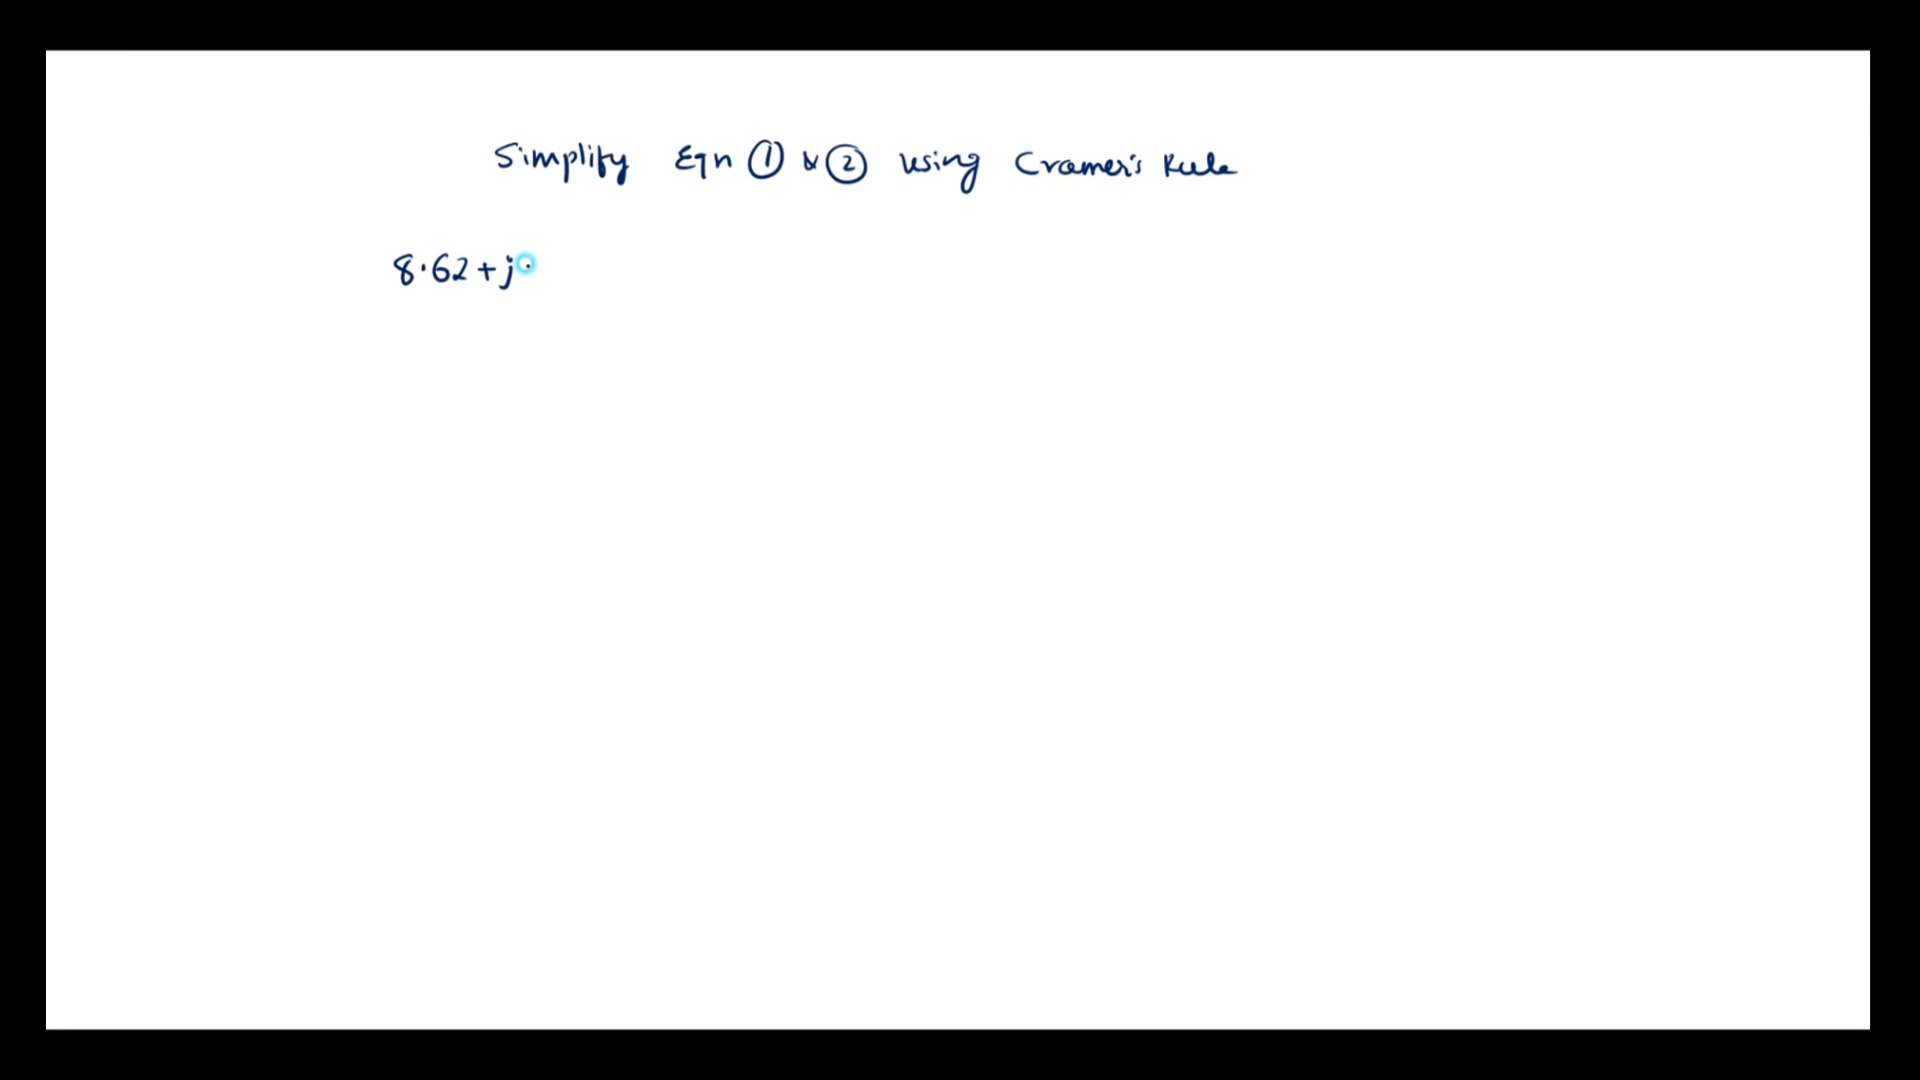 Simplify Eqn ① & ② using Cramer's Rule
8.62 + j